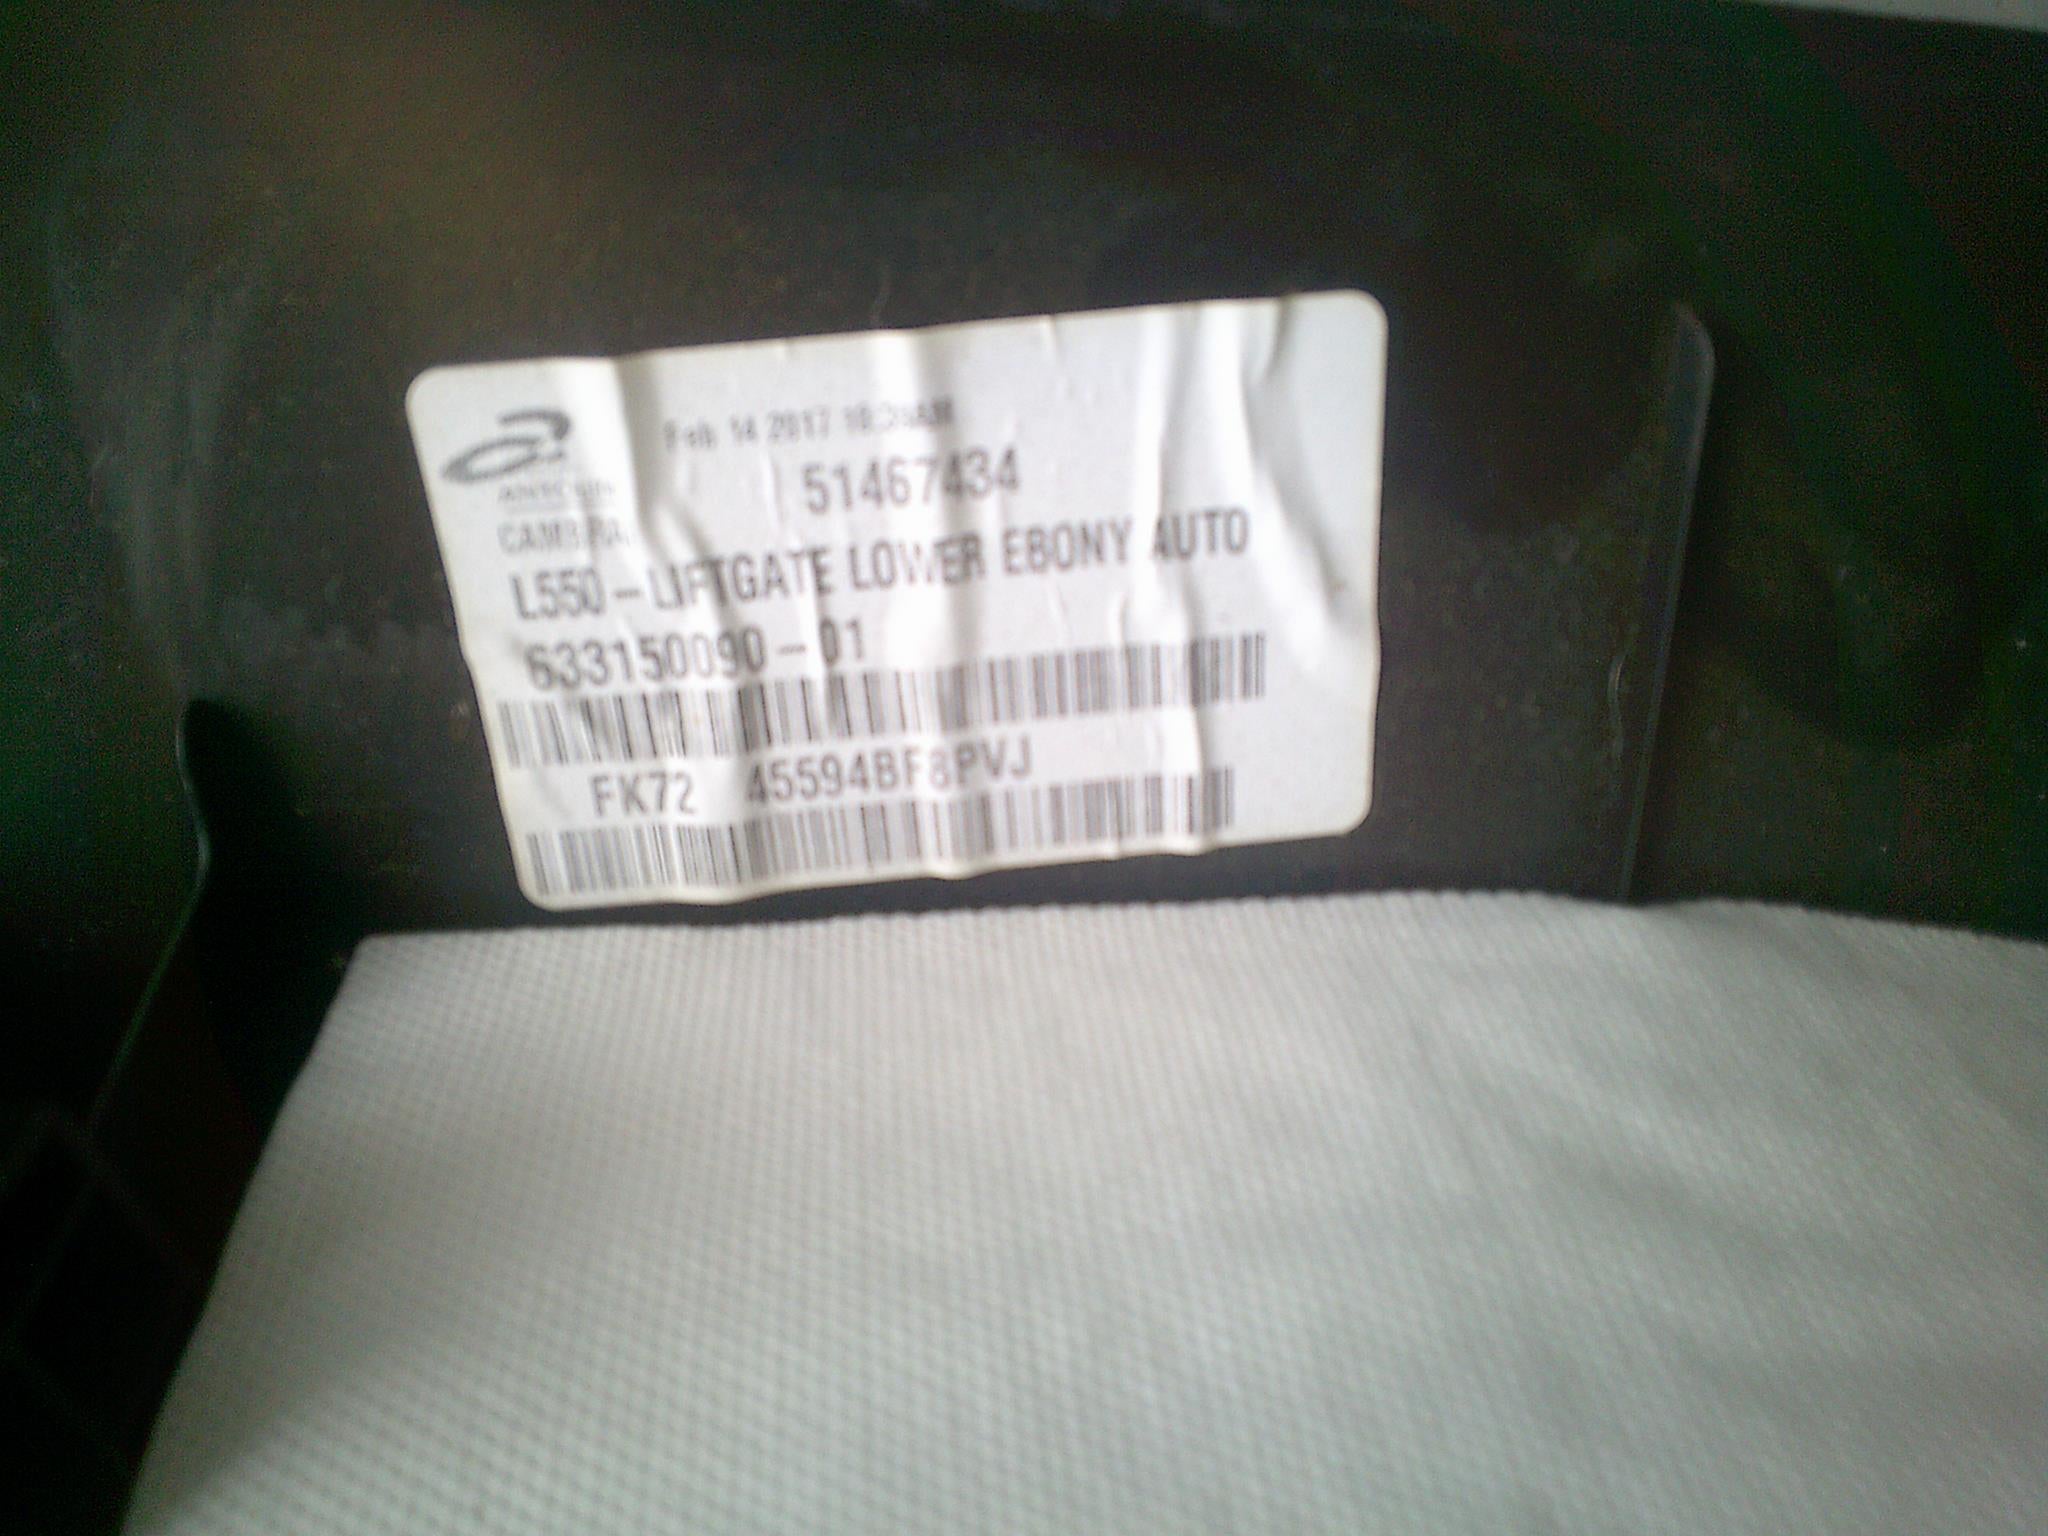 Feb 14 2017
51467434
L550-LIFTGATE LOWER EBONY AUTO
633150090-01
FK72 45594BF8PVJ